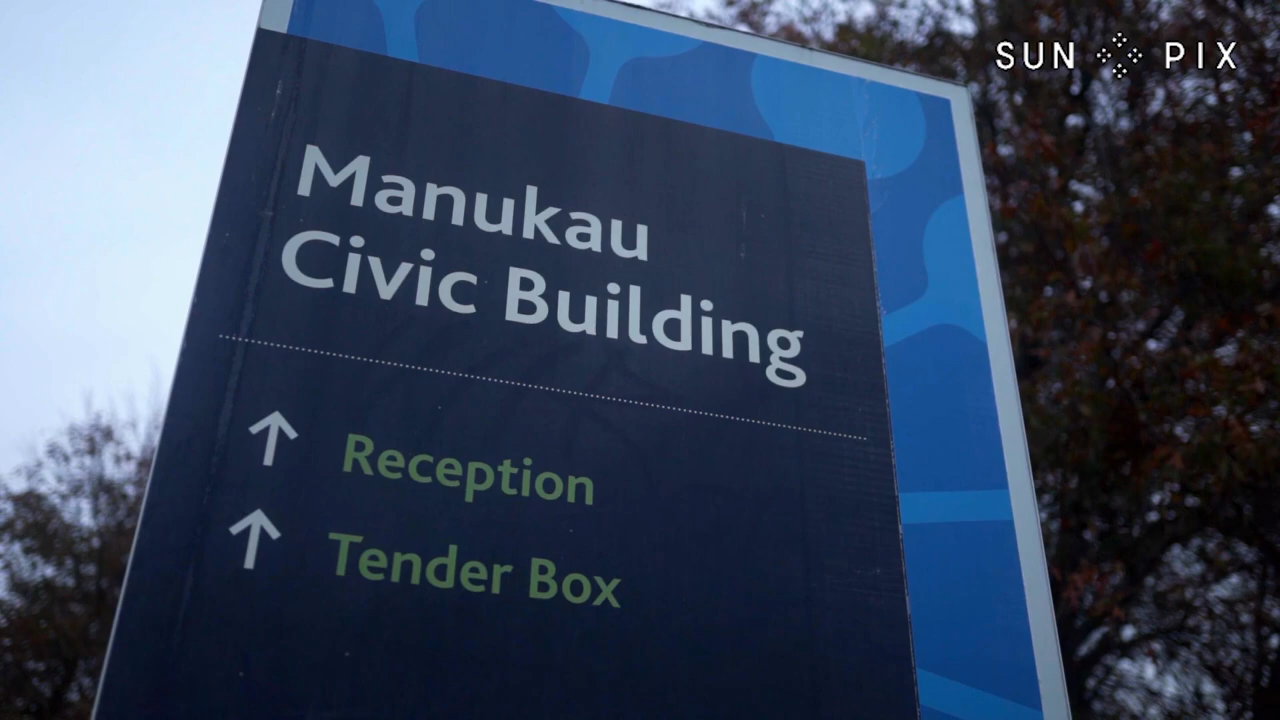 SUN PIX
Manukau
Civic Building
↑ Reception
↑ Tender Box